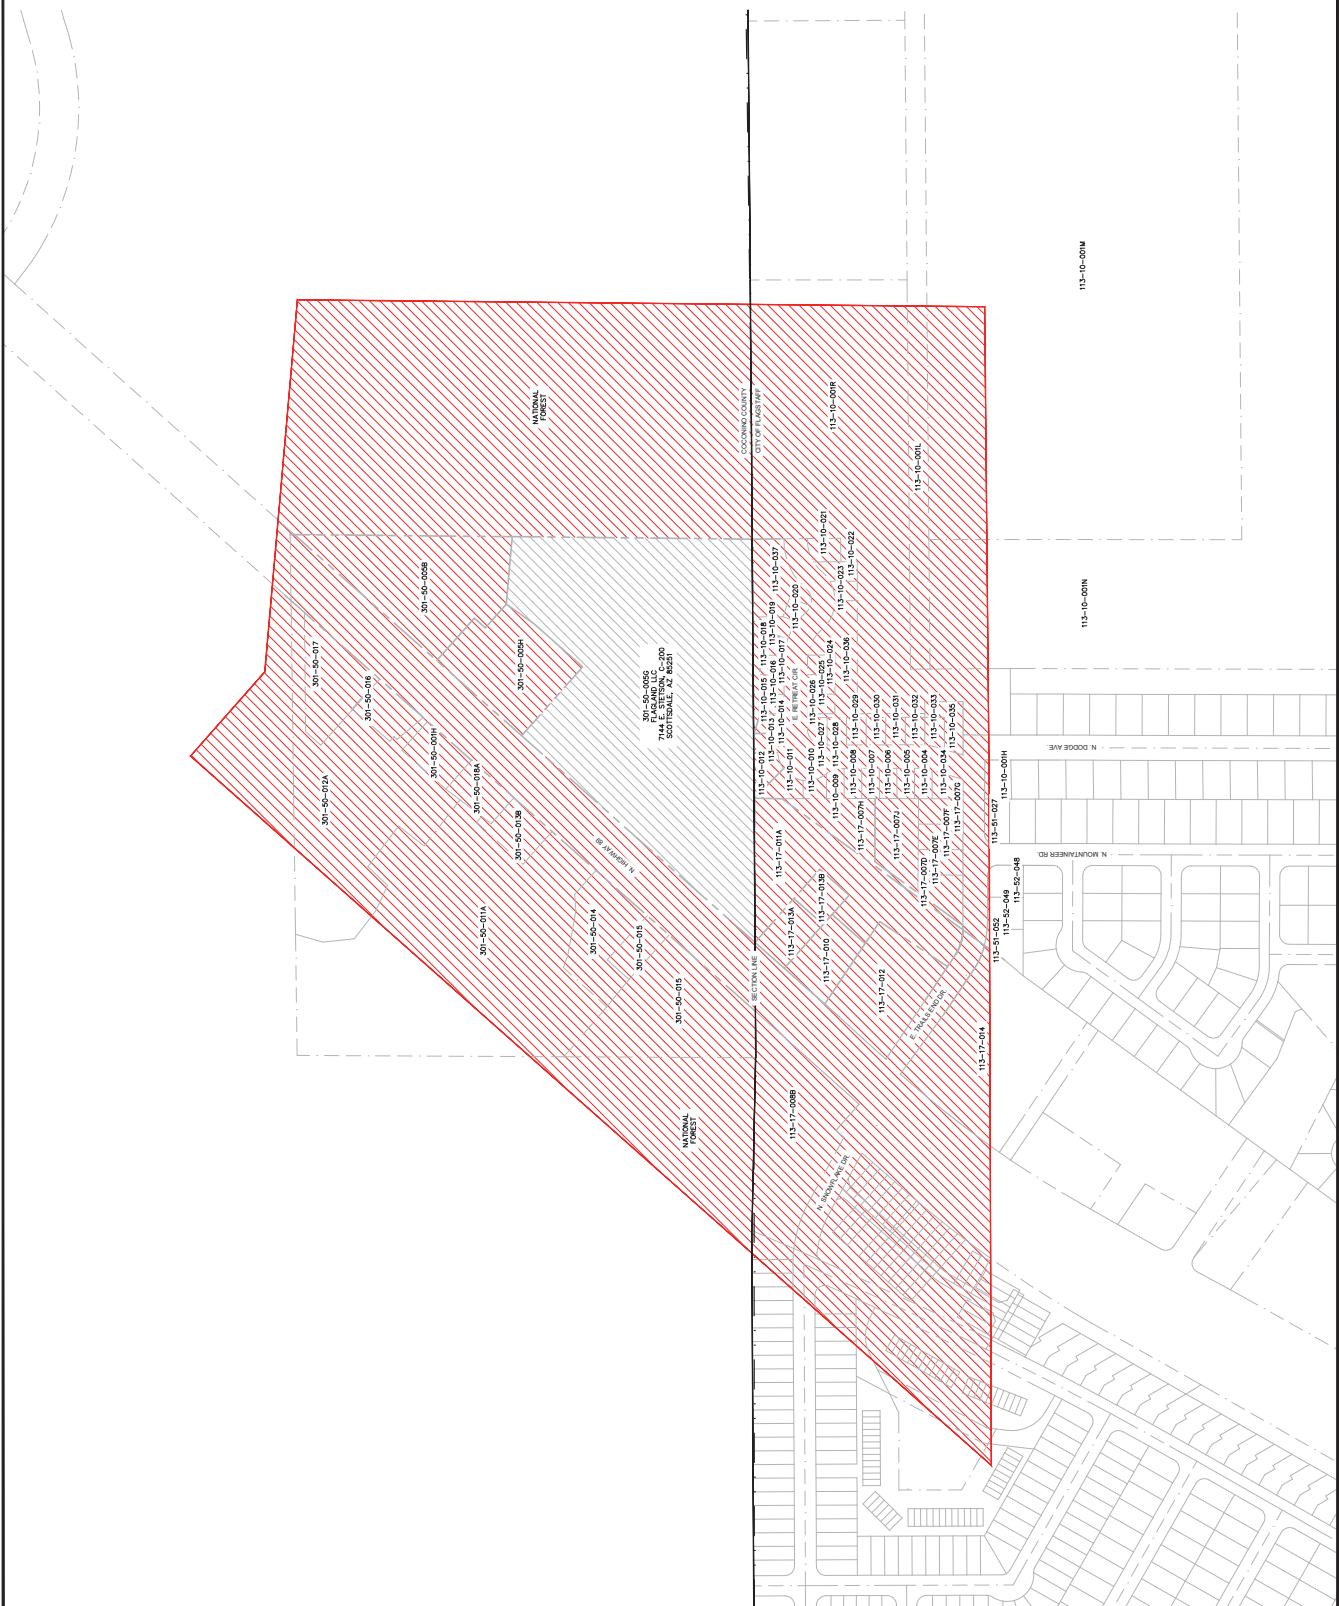 113-10-001M
NATIONAL
FOREST
COCONINO COUNTY
CITY OF FLAGSTAFF
113-10-001R
113-10-001L
113-10-021
113-10-022
113-10-037
113-10-023
301-50-005B
113-10-020
113-10-001N
113-10-019
113-10-018
301-50-017
301-50-016
301-50-005H
301-50-005G
FLAGLAND LLC
7144 E. STETSON, C-200
SCOTTSDALE, AZ 85251
113-10-017
113-10-016
113-10-015
113-10-014
113-10-013
113-10-012
E. RETREAT CIR.
113-10-024
113-10-036
113-10-025
113-10-026
113-10-027
113-10-028
113-10-029
113-10-030
113-10-031
113-10-032
113-10-033
113-10-035
N. DODGE AVE.
301-50-001H
301-50-018A
301-50-012A
113-10-011
113-10-010
113-10-009
113-10-008
113-10-007
113-10-006
113-10-005
113-10-004
113-10-034
113-10-001H
301-50-013B
N. HIGHWAY 89
113-17-011A
113-17-007H
113-17-007J
113-17-007G
113-17-007F
113-17-007E
113-17-007D
113-51-027
N. MOUNTAINEER RD.
301-50-011A
301-50-014
301-50-015
113-17-013A
113-17-013B
113-17-010
113-52-048
113-52-049
113-51-052
301-50-015
SECTION LINE
113-17-012
E. TRAILS END DR.
113-17-014
NATIONAL
FOREST
113-17-008B
N. SNOWFLAKE DR.